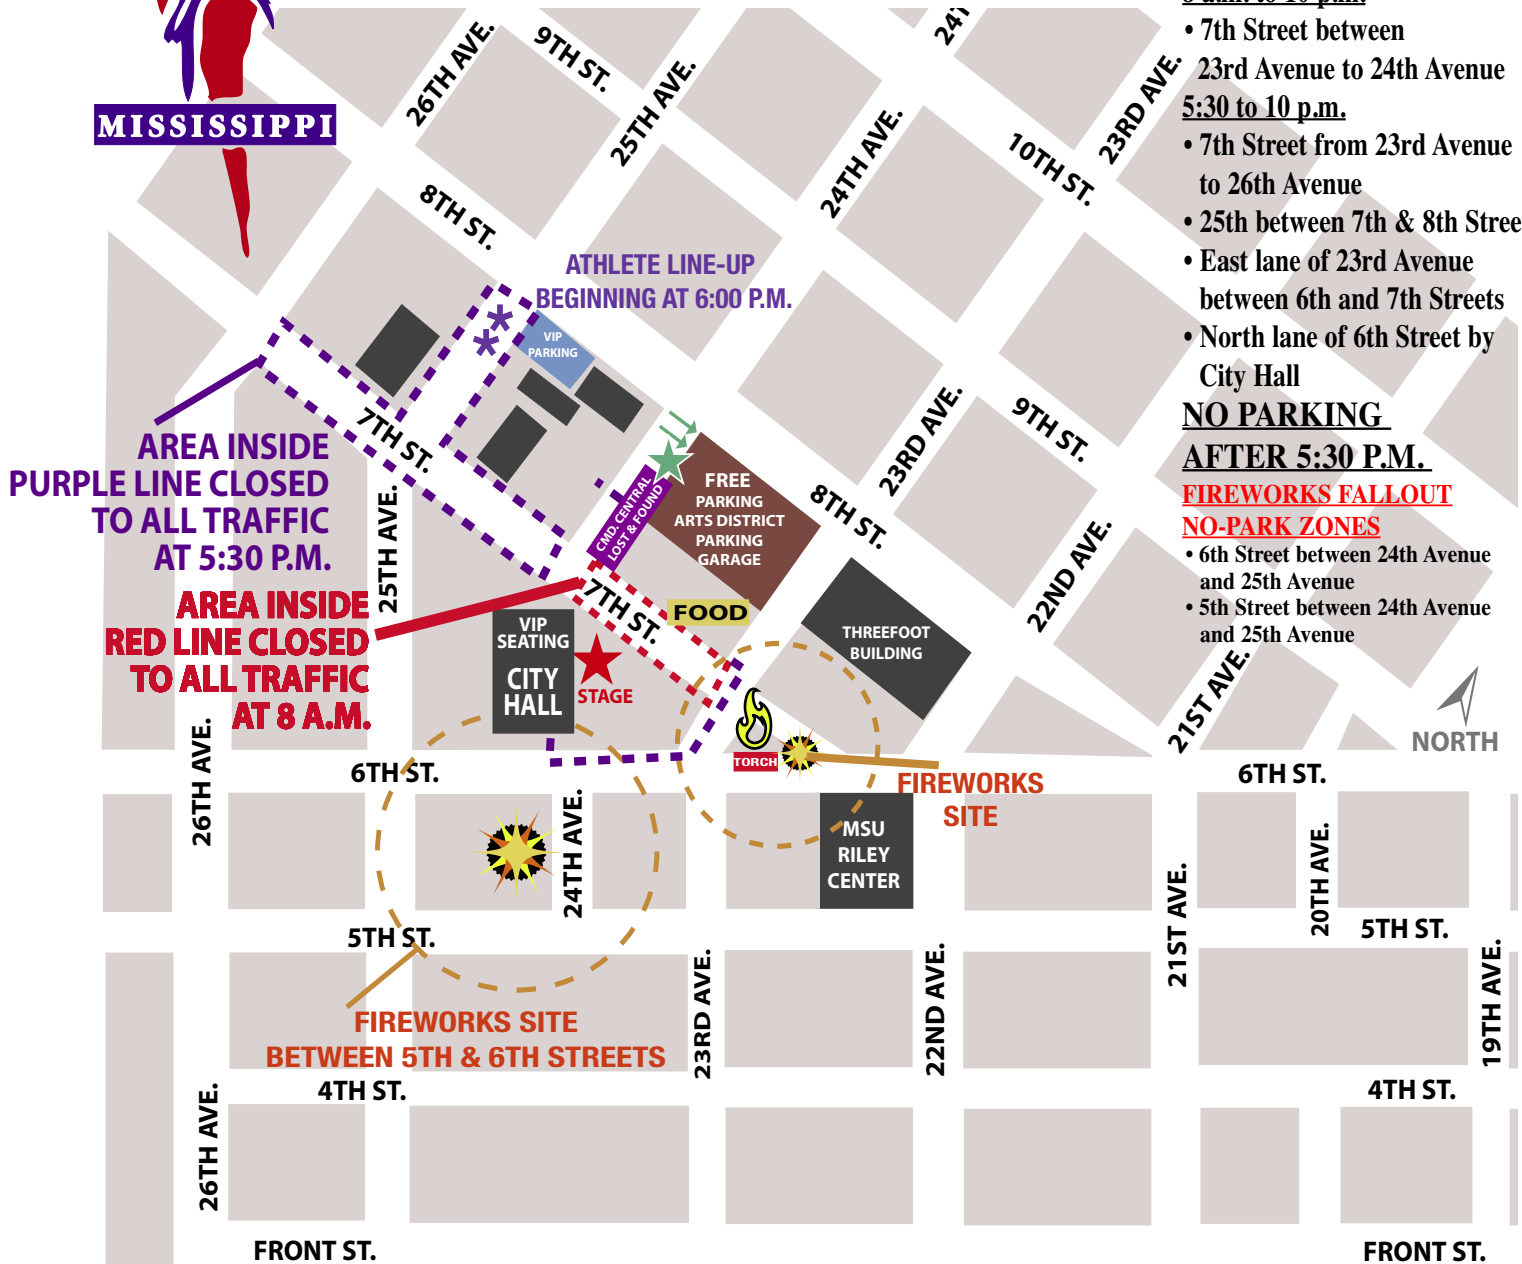 MISSISSIPPI
26TH AVE.
9TH ST.
25TH AVE.
24TH AVE.
23RD AVE.
10TH ST.
8TH ST.
8 a.m. to 10 p.m.
• 7th Street between
23rd Avenue to 24th Avenue
5:30 to 10 p.m.
• 7th Street from 23rd Avenue
to 26th Avenue
• 25th between 7th & 8th Stree
• East lane of 23rd Avenue
between 6th and 7th Streets
• North lane of 6th Street by
City Hall
NO PARKING
AFTER 5:30 P.M.
FIREWORKS FALLOUT
NO-PARK ZONES
• 6th Street between 24th Avenue
and 25th Avenue
• 5th Street between 24th Avenue
and 25th Avenue
ATHLETE LINE-UP
BEGINNING AT 6:00 P.M.
VIP
PARKING
7TH ST.
AREA INSIDE
PURPLE LINE CLOSED
TO ALL TRAFFIC
AT 5:30 P.M.
25TH AVE.
AREA INSIDE
RED LINE CLOSED
TO ALL TRAFFIC
AT 8 A.M.
CMD. CENTRAL
LOST & FOUND
FREE
PARKING
ARTS DISTRICT
PARKING
GARAGE
23RD AVE.
9TH ST.
8TH ST.
22ND AVE.
7TH ST.
FOOD
VIP
SEATING
CITY
HALL
STAGE
THREEFOOT
BUILDING
21ST AVE.
NORTH
TORCH
FIREWORKS
SITE
26TH AVE.
6TH ST.
6TH ST.
24TH AVE.
MSU
RILEY
CENTER
21ST AVE.
20TH AVE.
5TH ST.
5TH ST.
23RD AVE.
22ND AVE.
19TH AVE.
FIREWORKS SITE
BETWEEN 5TH & 6TH STREETS
4TH ST.
4TH ST.
26TH AVE.
FRONT ST.
FRONT ST.